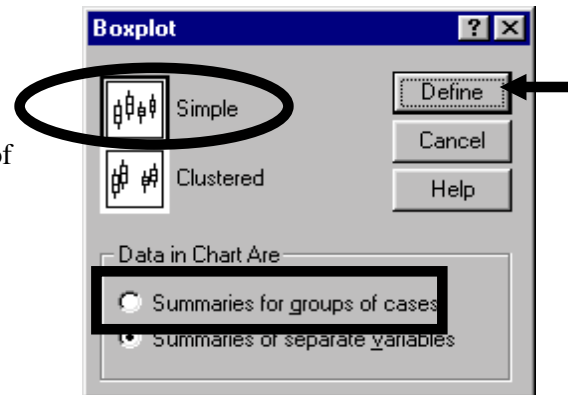 Boxplot
Simple
Define
of
Cancel
Clustered
Help
Data in Chart Are
Summaries for groups of cases
Summaries of separate variables